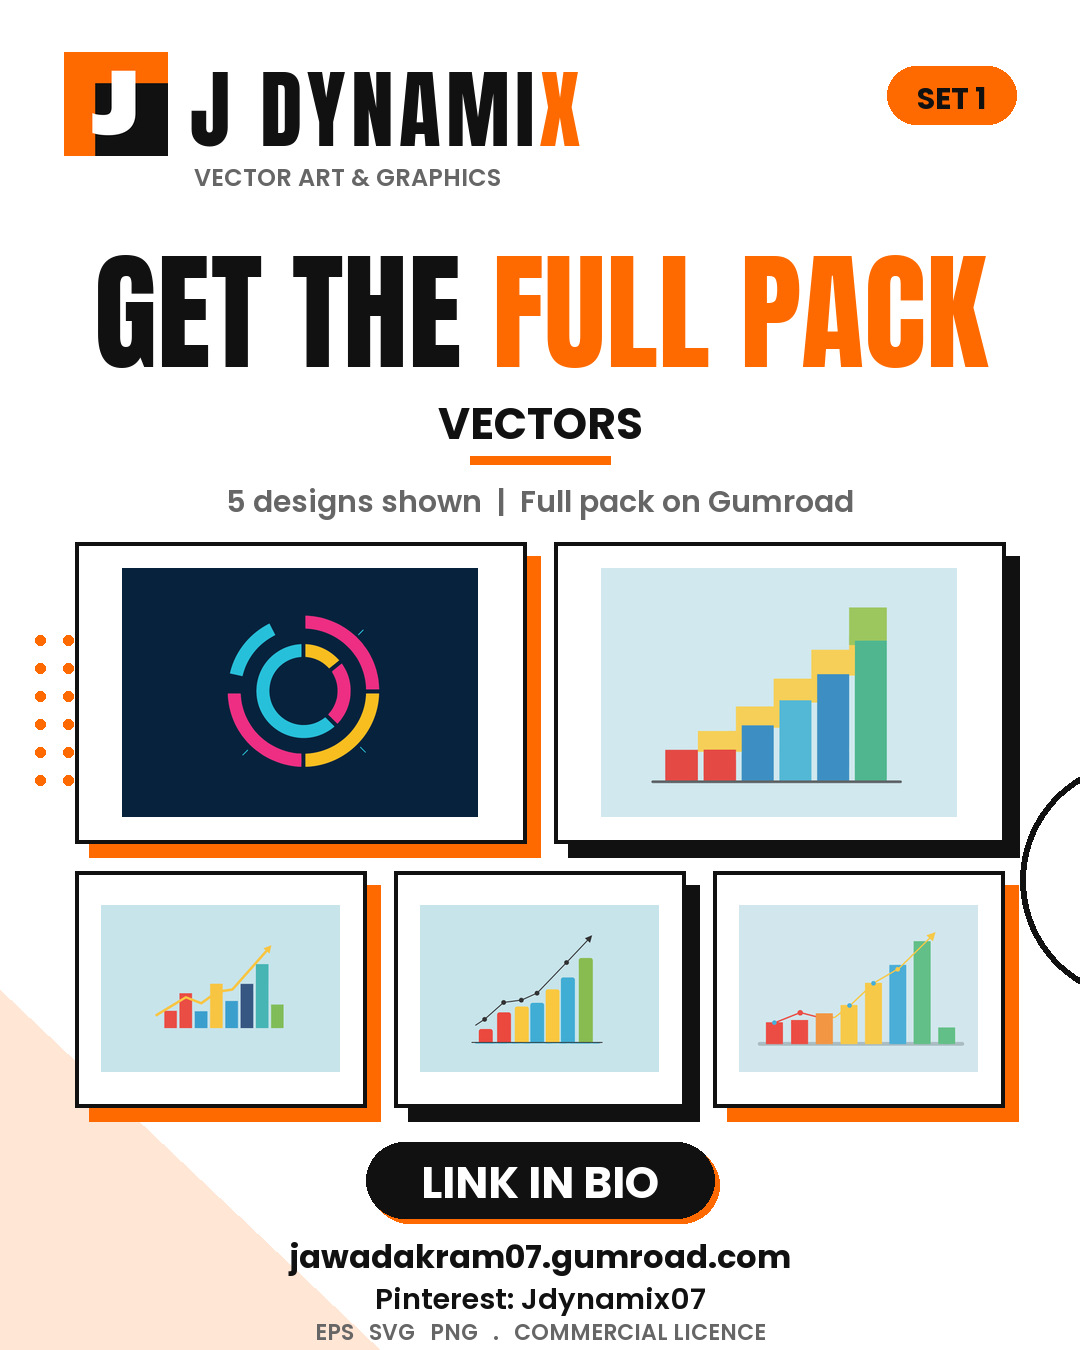 J
J DYNAMIX
VECTOR ART & GRAPHICS
SET 1
GET THE FULL PACK
VECTORS
5 designs shown | Full pack on Gumroad
LINK IN BIO
jawadakram07.gumroad.com
Pinterest: Jdynamix07
EPS SVG PNG . COMMERCIAL LICENCE